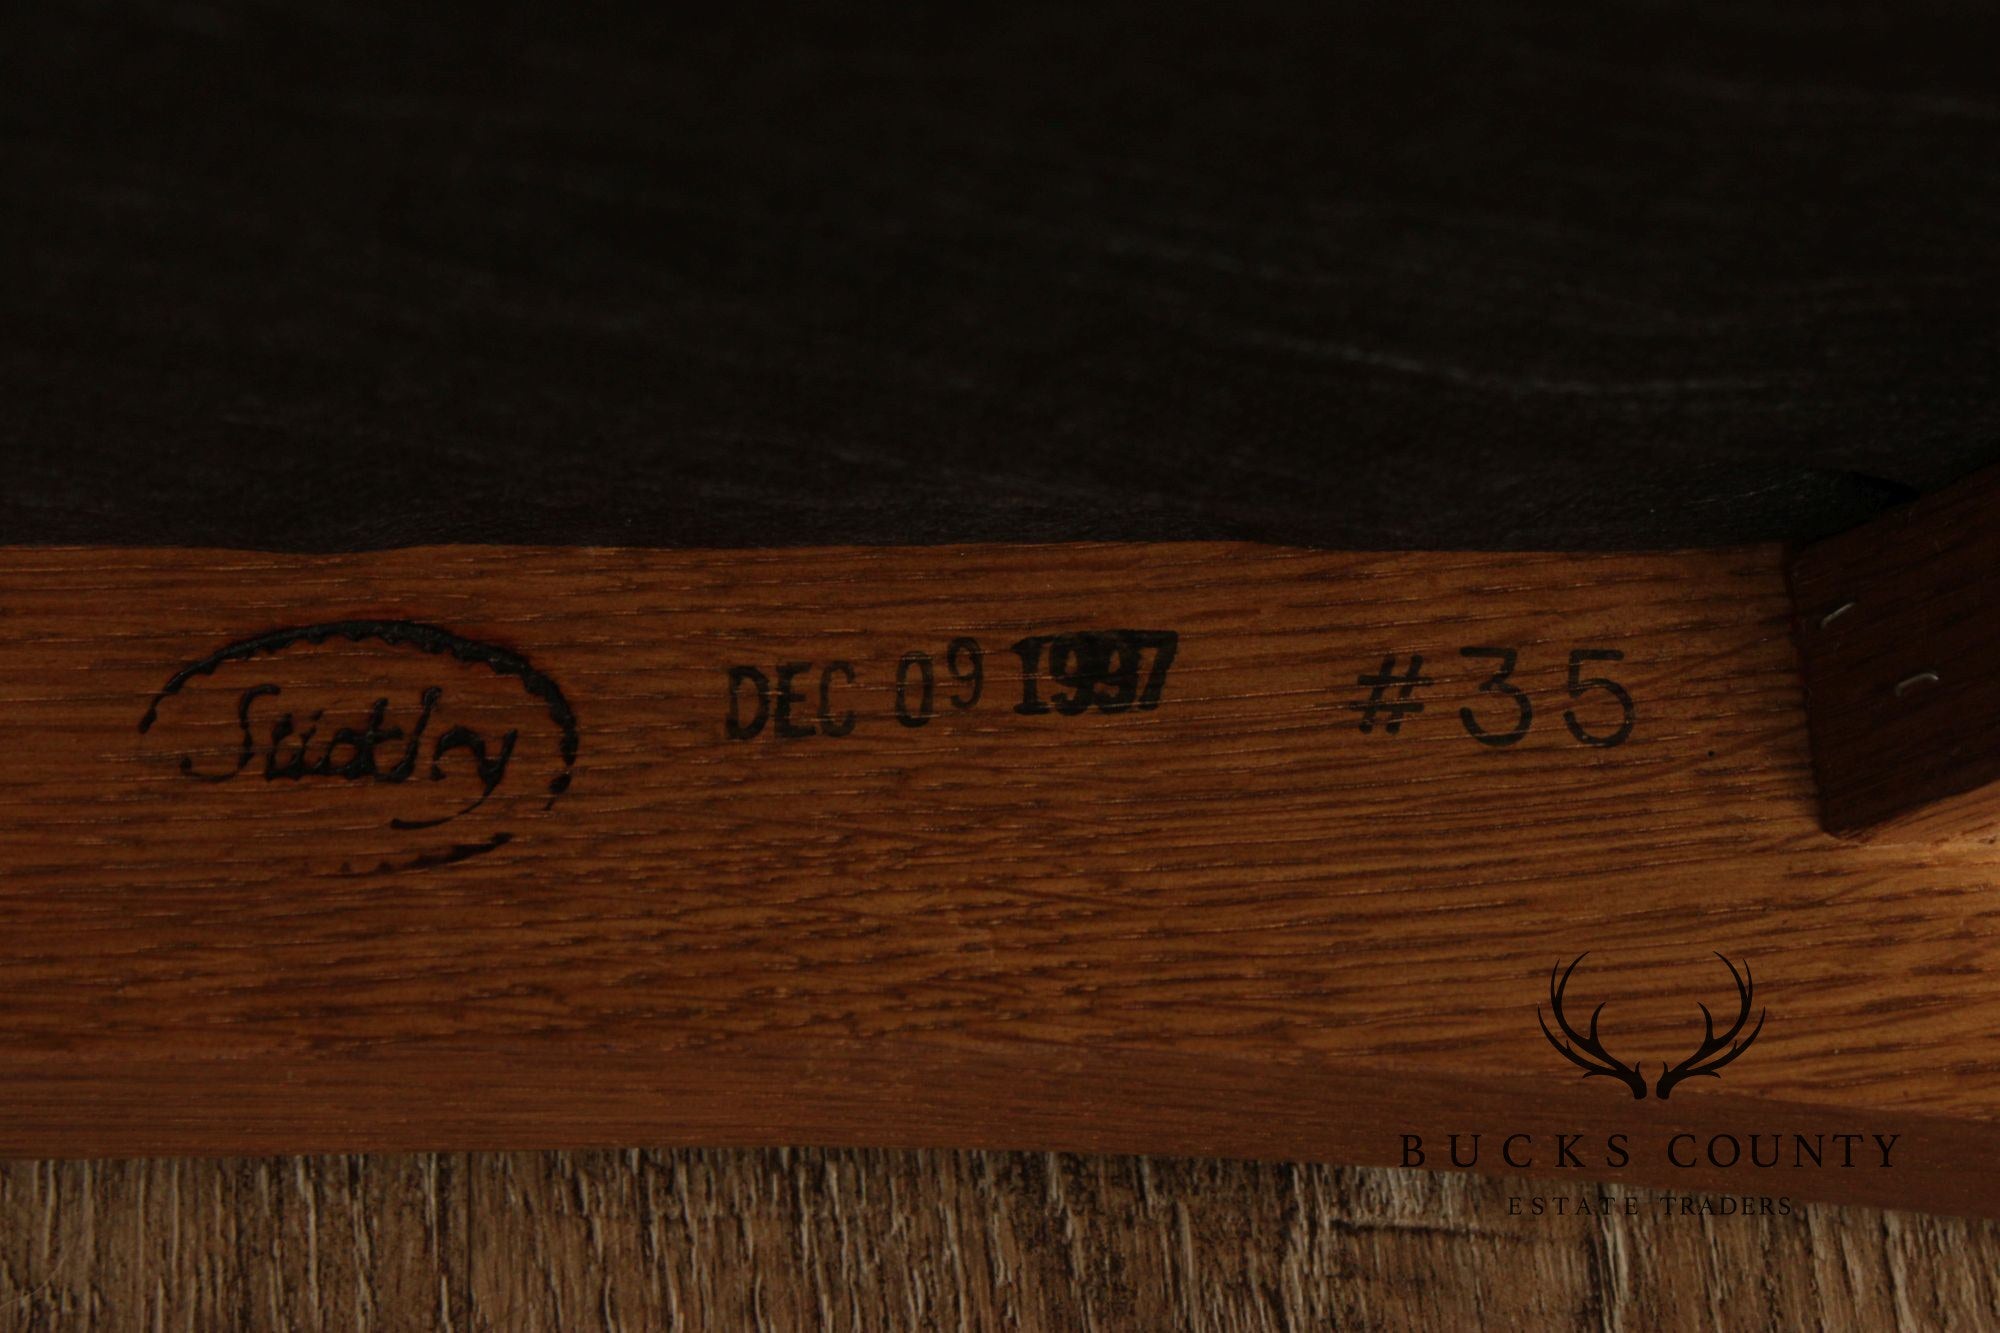 Stickley
DEC 09 1997
#35
BUCKS COUNTY
ESTATE TRADERS